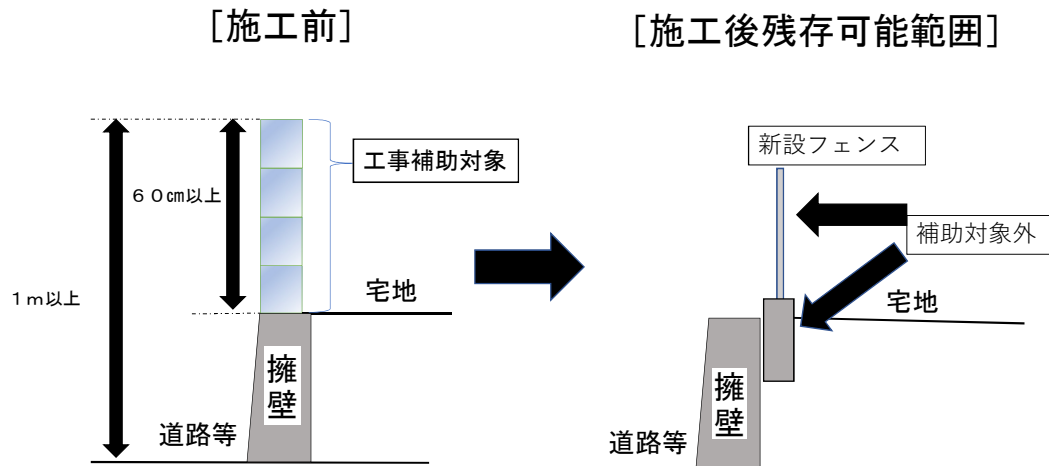 ［施工前］
［施工後残存可能範囲］
工事補助対象
６０㎝以上
1ｍ以上
宅地
擁壁
道路等
新設フェンス
補助対象外
宅地
擁壁
道路等